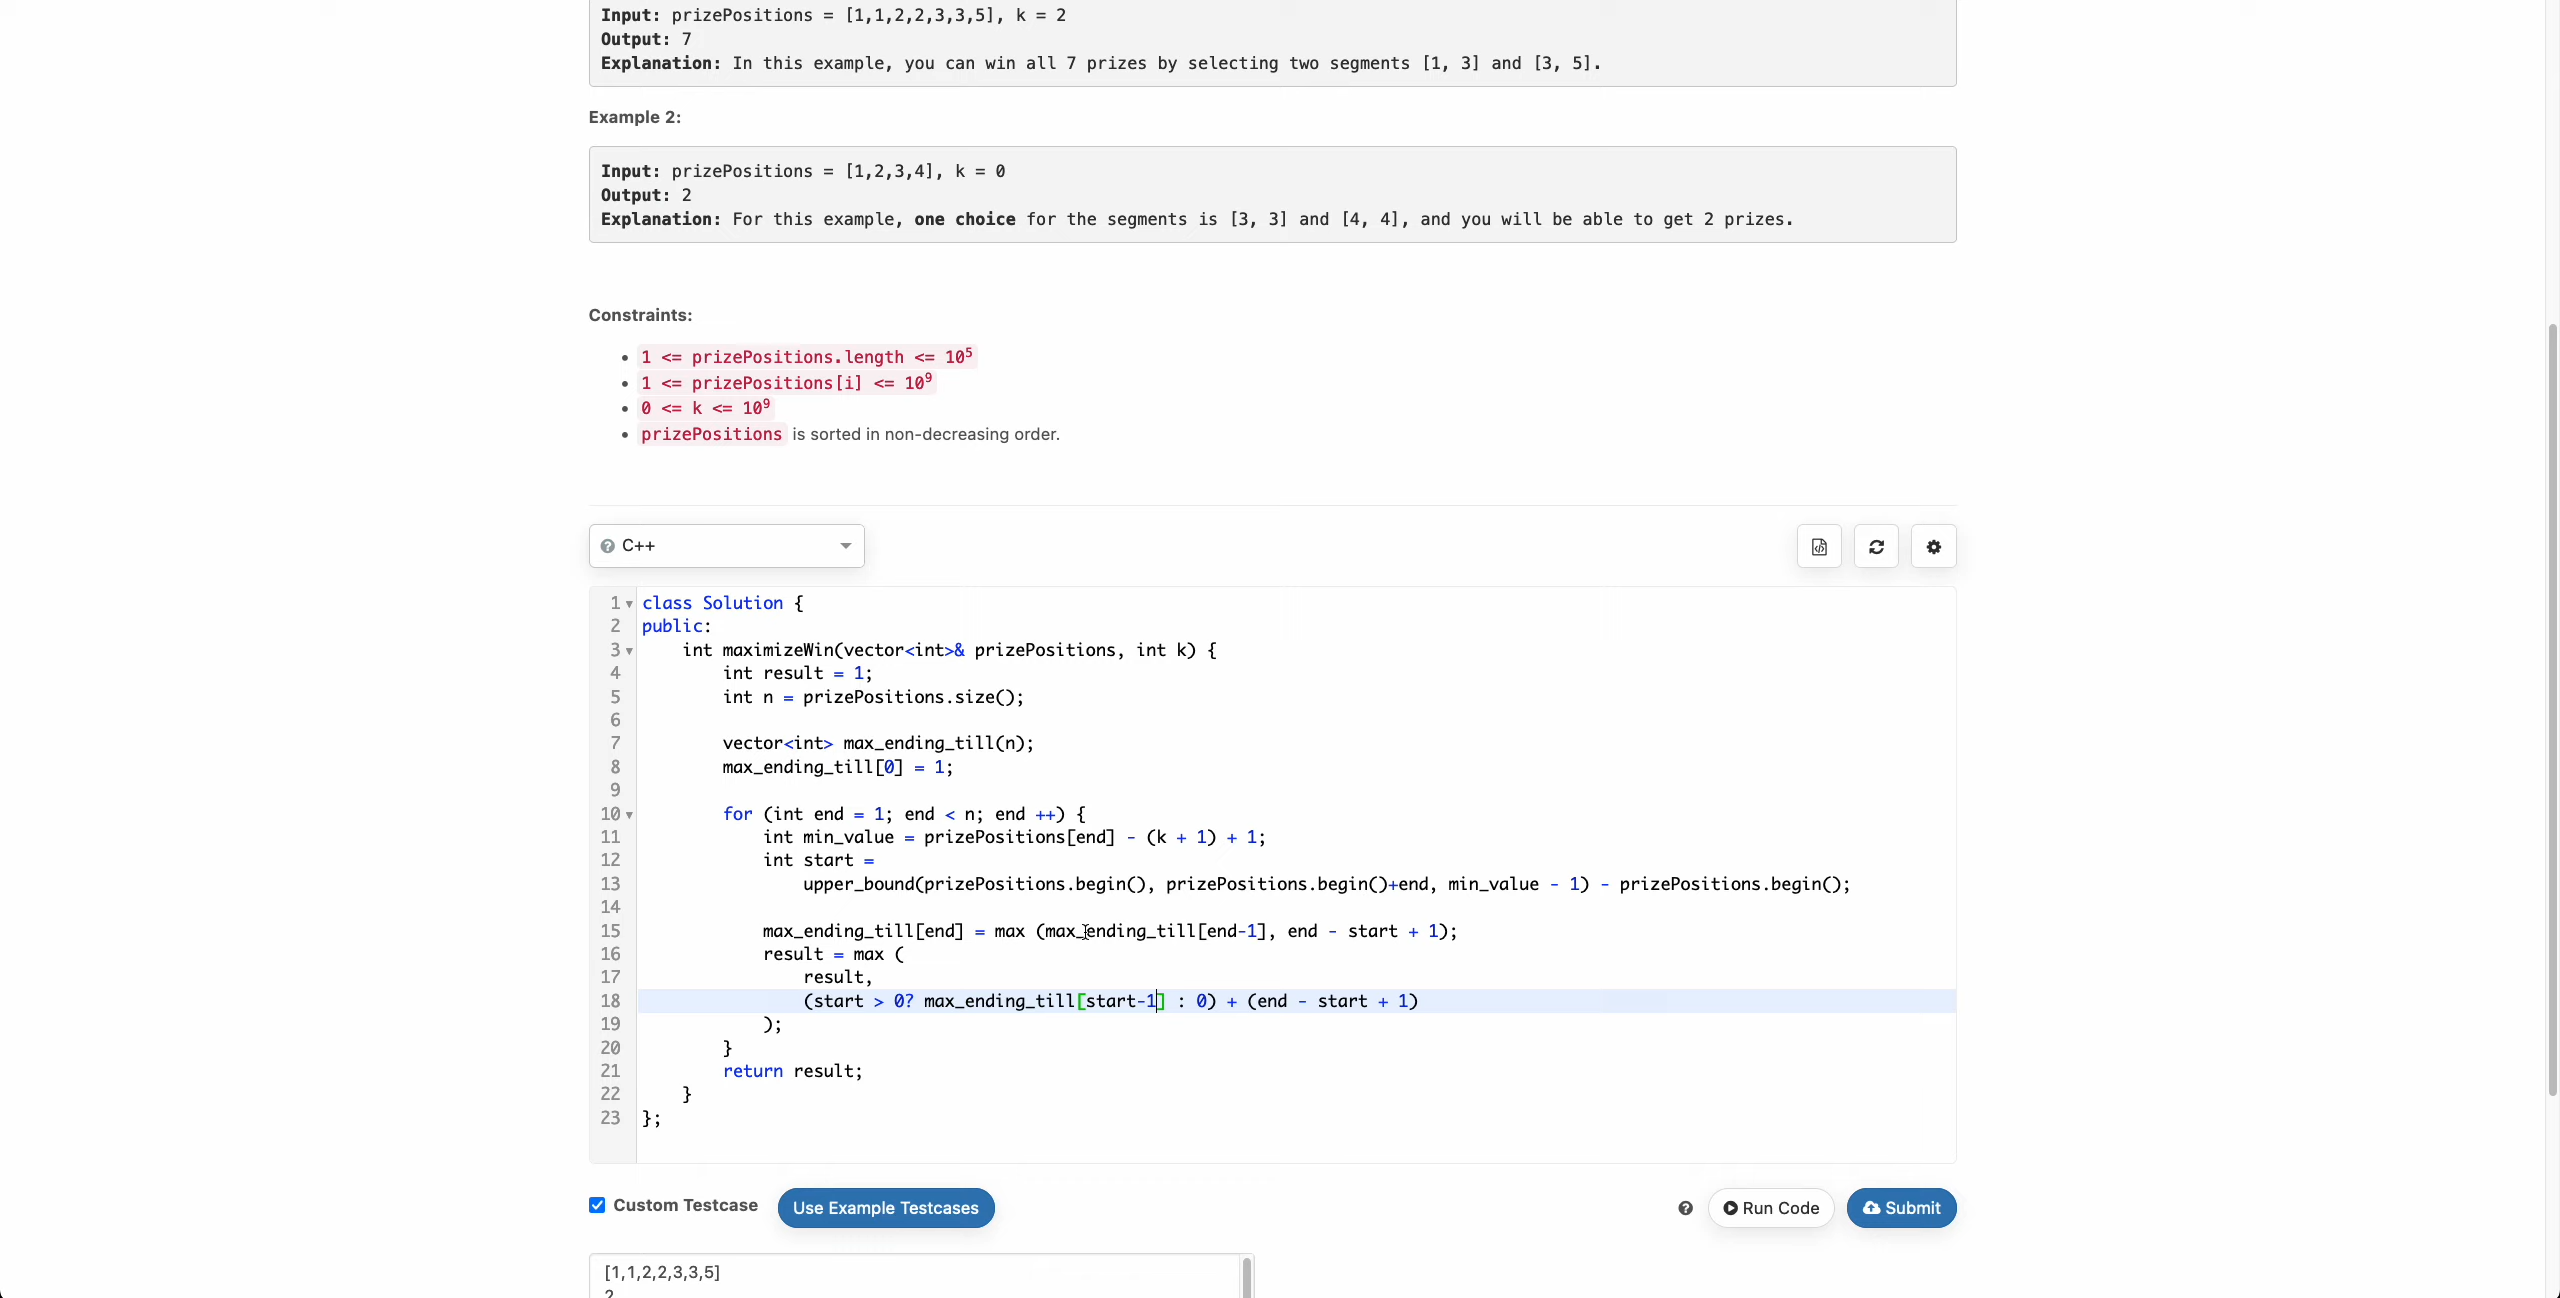 Input: prizePositions = [1,1,2,2,3,3,5], k = 2
Output: 7
Explanation: In this example, you can win all 7 prizes by selecting two segments [1, 3] and [3, 5].
Example 2:
Input: prizePositions = [1,2,3,4], k = 0
Output: 2
Explanation: For this example, one choice for the segments is [3, 3] and [4, 4], and you will be able to get 2 prizes.
Constraints:
• 1 <= prizePositions.length <= 10⁵
• 1 <= prizePositions[i] <= 10⁹
• 0 <= k <= 10⁹
• prizePositions is sorted in non-decreasing order.
C++
1 class Solution {
2 public:
3     int maximizeWin(vector<int>& prizePositions, int k) {
4         int result = 1;
5         int n = prizePositions.size();
6
7         vector<int> max_ending_till(n);
8         max_ending_till[0] = 1;
9
10         for (int end = 1; end < n; end ++) {
11             int min_value = prizePositions[end] - (k + 1) + 1;
12             int start =
13                 upper_bound(prizePositions.begin(), prizePositions.begin()+end, min_value - 1) - prizePositions.begin();
14
15             max_ending_till[end] = max (max_ending_till[end-1], end - start + 1);
16             result = max (
17                 result,
18                 (start > 0? max_ending_till[start-1] : 0) + (end - start + 1)
19             );
20         }
21         return result;
22     }
23 };
Custom Testcase Use Example Testcases Run Code Submit
[1,1,2,2,3,3,5]
2